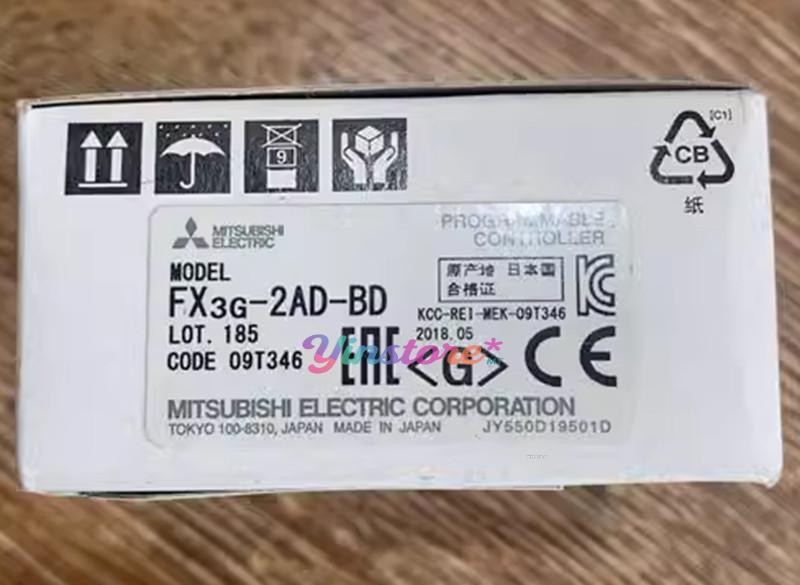 [C1]
9
CB
纸
MITSUBISHI
ELECTRIC
PROGRAMMABLE
CONTROLLER
MODEL
FX3G-2AD-BD
原产地 日本国
合格证
KCC-REI-MEK-09T346
LOT. 185
2018.05
CODE 09T346
Yinstore*
EAC <G> CE
MITSUBISHI ELECTRIC CORPORATION
TOKYO 100-8310, JAPAN MADE IN JAPAN
JY550D19501D